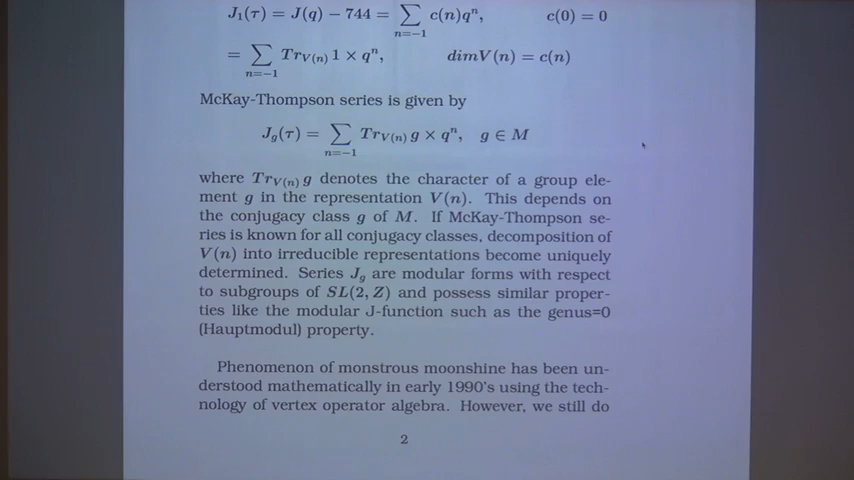 J₁(τ) = J(q) − 744 = ∑_{n=−1} c(n)qⁿ, c(0) = 0
= ∑_{n=−1} Tr_{V(n)} 1 × qⁿ, dimV(n) = c(n)
McKay-Thompson series is given by
J_g(τ) = ∑_{n=−1} Tr_{V(n)} g × qⁿ, g ∈ M
where Tr_{V(n)} g denotes the character of a group ele-
ment g in the representation V(n). This depends on
the conjugacy class g of M. If McKay-Thompson se-
ries is known for all conjugacy classes, decomposition of
V(n) into irreducible representations become uniquely
determined. Series J_g are modular forms with respect
to subgroups of SL(2, Z) and possess similar proper-
ties like the modular J-function such as the genus=0
(Hauptmodul) property.
Phenomenon of monstrous moonshine has been un-
derstood mathematically in early 1990's using the tech-
nology of vertex operator algebra. However, we still do
2